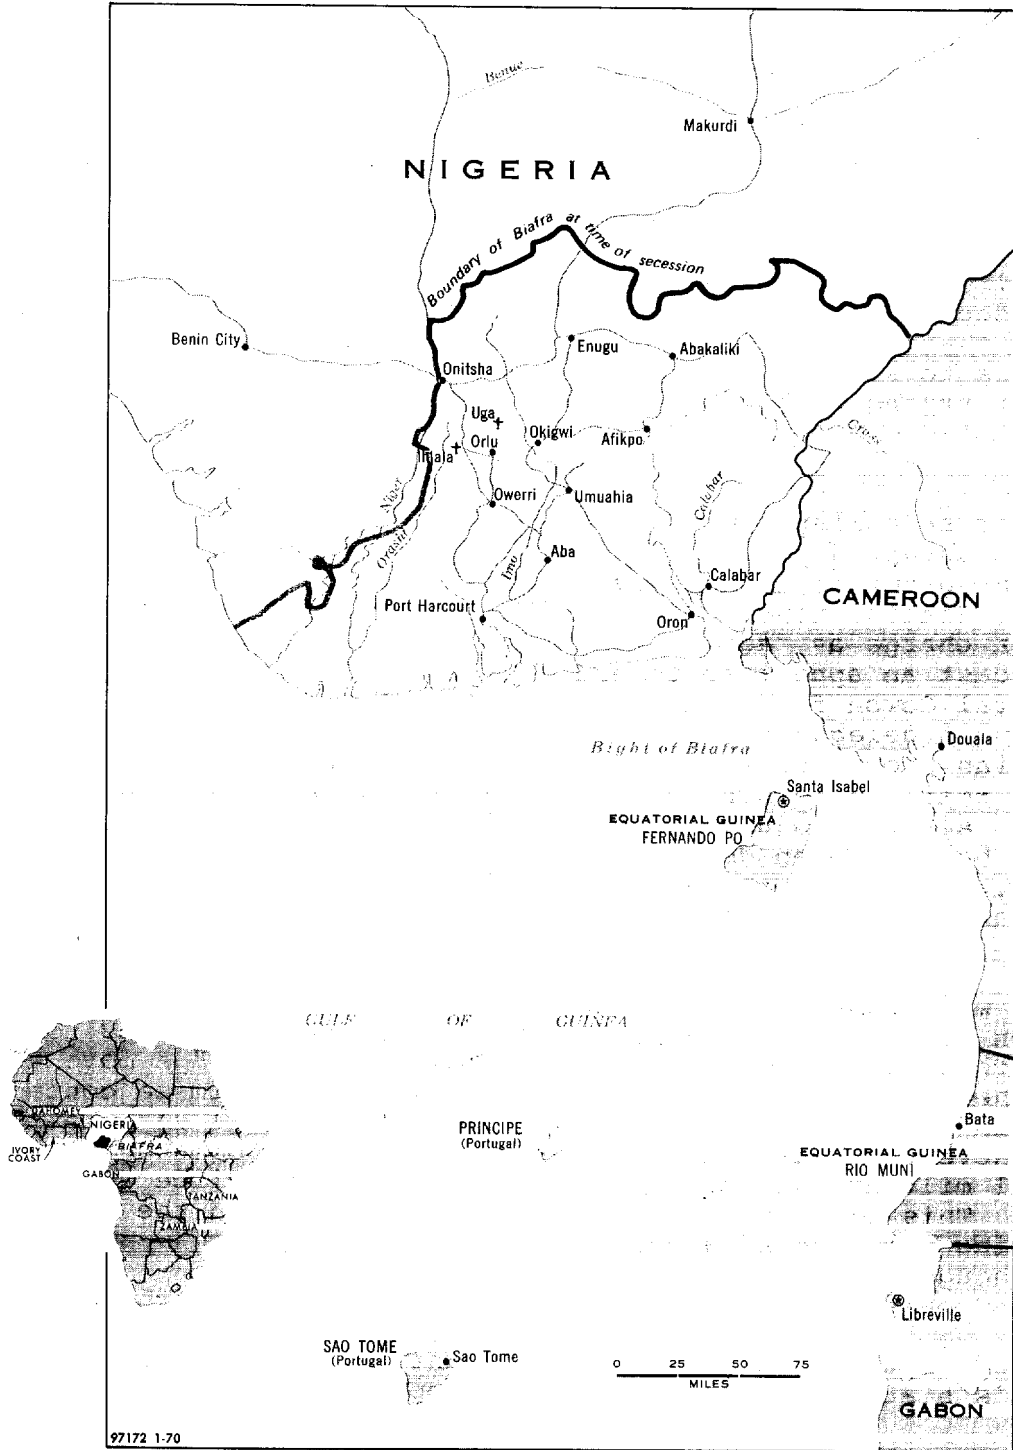 Benue
Makurdi
NIGERIA
Boundary of Biafra at time of secession
Benin City
Enugu
Abakaliki
Onitsha
Uga
Okigwi
Afikpo
Cross
Orlu
Ihiala
Niger
Owerri
Umuahia
Calabar
Orashi
Imo
Aba
Calabar
CAMEROON
Port Harcourt
Oron
Bight of Biafra
Douala
Santa Isabel
EQUATORIAL GUINEA
FERNANDO PO
GULF OF GUINEA
DAHOMEY
NIGERIA
BIAFRA
IVORY
COAST
GABON
TANZANIA
ZAMBIA
PRINCIPE
(Portugal)
Bata
EQUATORIAL GUINEA
RIO MUNI
Libreville
SAO TOME
(Portugal)
Sao Tome
0 25 50 75
MILES
GABON
97172 1-70